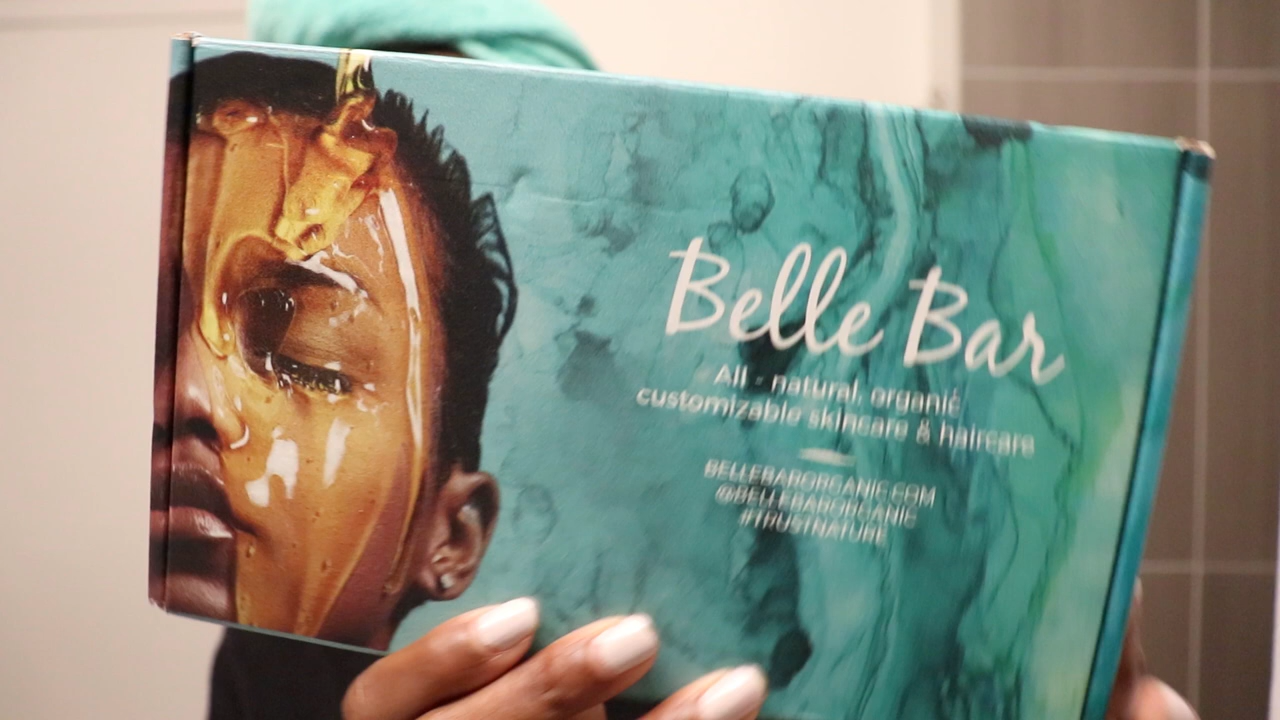 Belle Bar
All - natural, organic
customizable skincare & haircare
BELLEBARORGANIC.COM
@BELLEBARORGANIC
#TRUSTNATURE